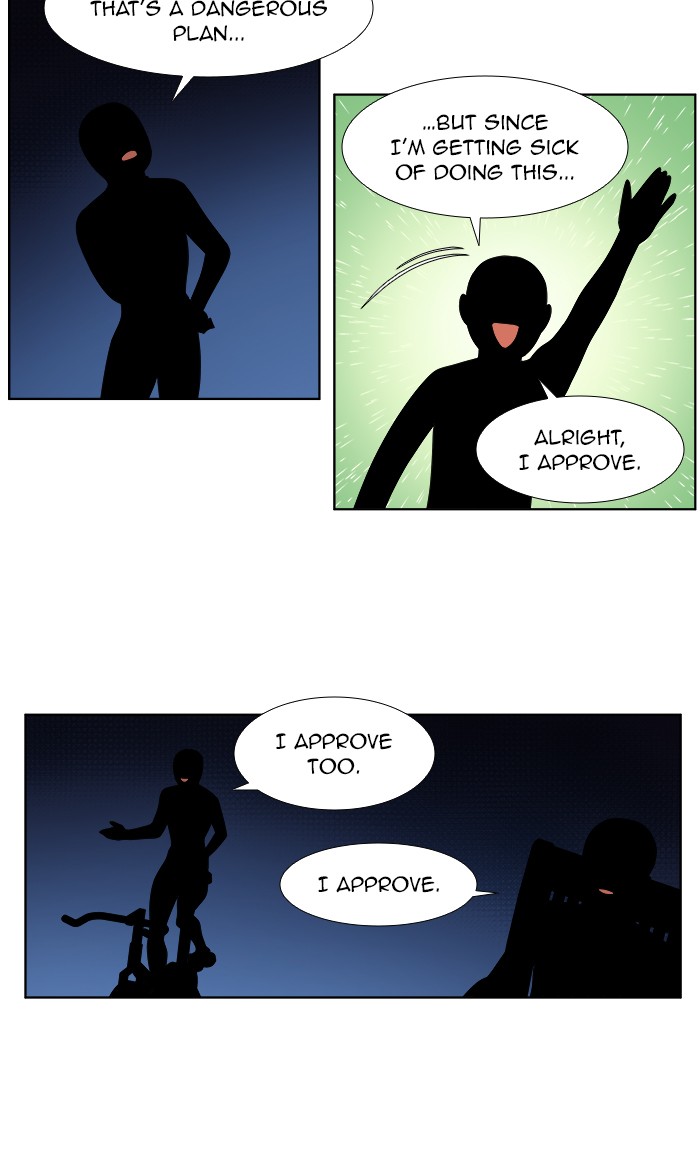 THAT'S A DANGEROUS
PLAN...
...BUT SINCE
I'M GETTING SICK
OF DOING THIS...
ALRIGHT,
I APPROVE.
I APPROVE
TOO.
I APPROVE.